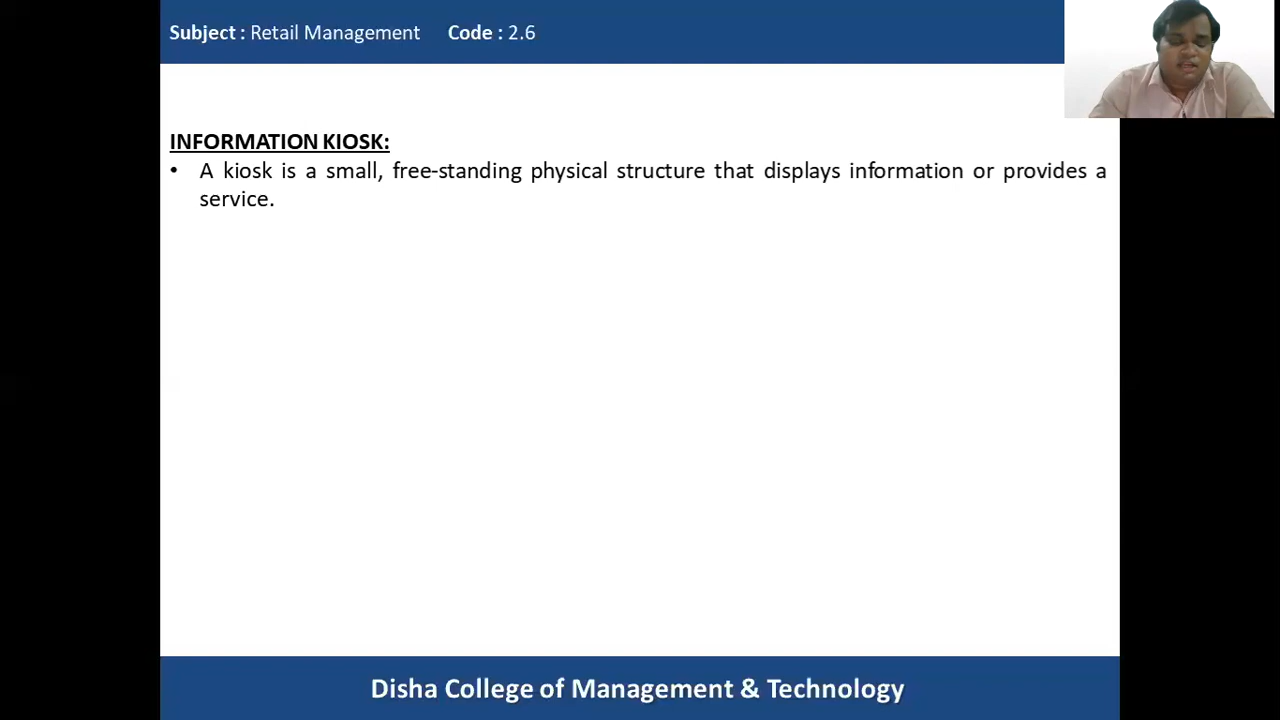 Subject : Retail Management Code : 2.6
INFORMATION KIOSK:
• A kiosk is a small, free-standing physical structure that displays information or provides a
service.
Disha College of Management & Technology